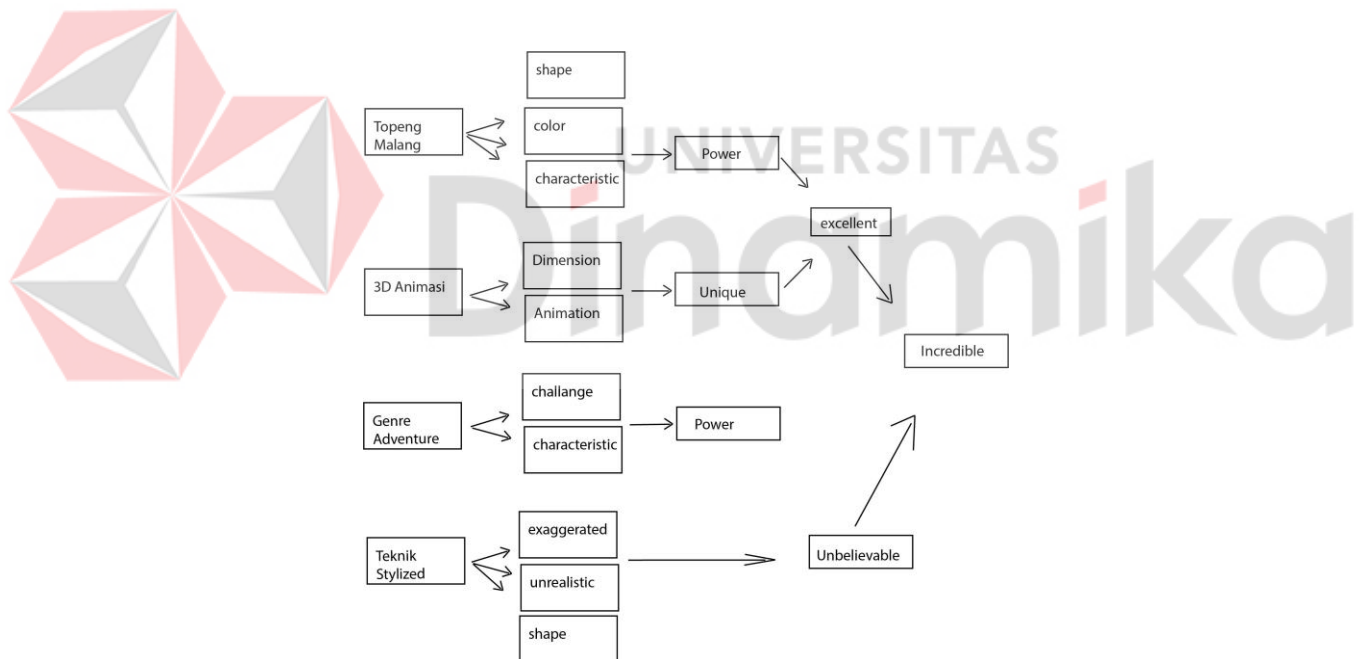 UNIVERSITAS
Dinamika
shape
Topeng
Malang
color
characteristic
Power
excellent
3D Animasi
Dimension
Animation
Unique
Incredible
Genre
Adventure
challange
characteristic
Power
Teknik
Stylized
exaggerated
unrealistic
shape
Unbelievable